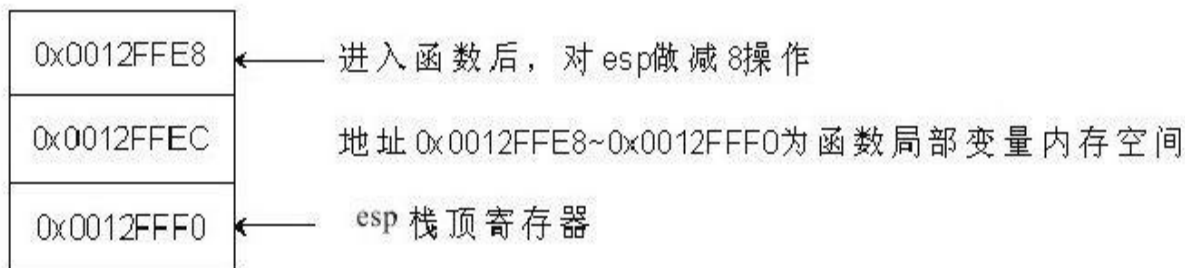 0x0012FFE8
进入函数后，对esp做减8操作
0x0012FFEC
地址0x0012FFE8~0x0012FFF0为函数局部变量内存空间
0x0012FFF0
esp 栈顶寄存器